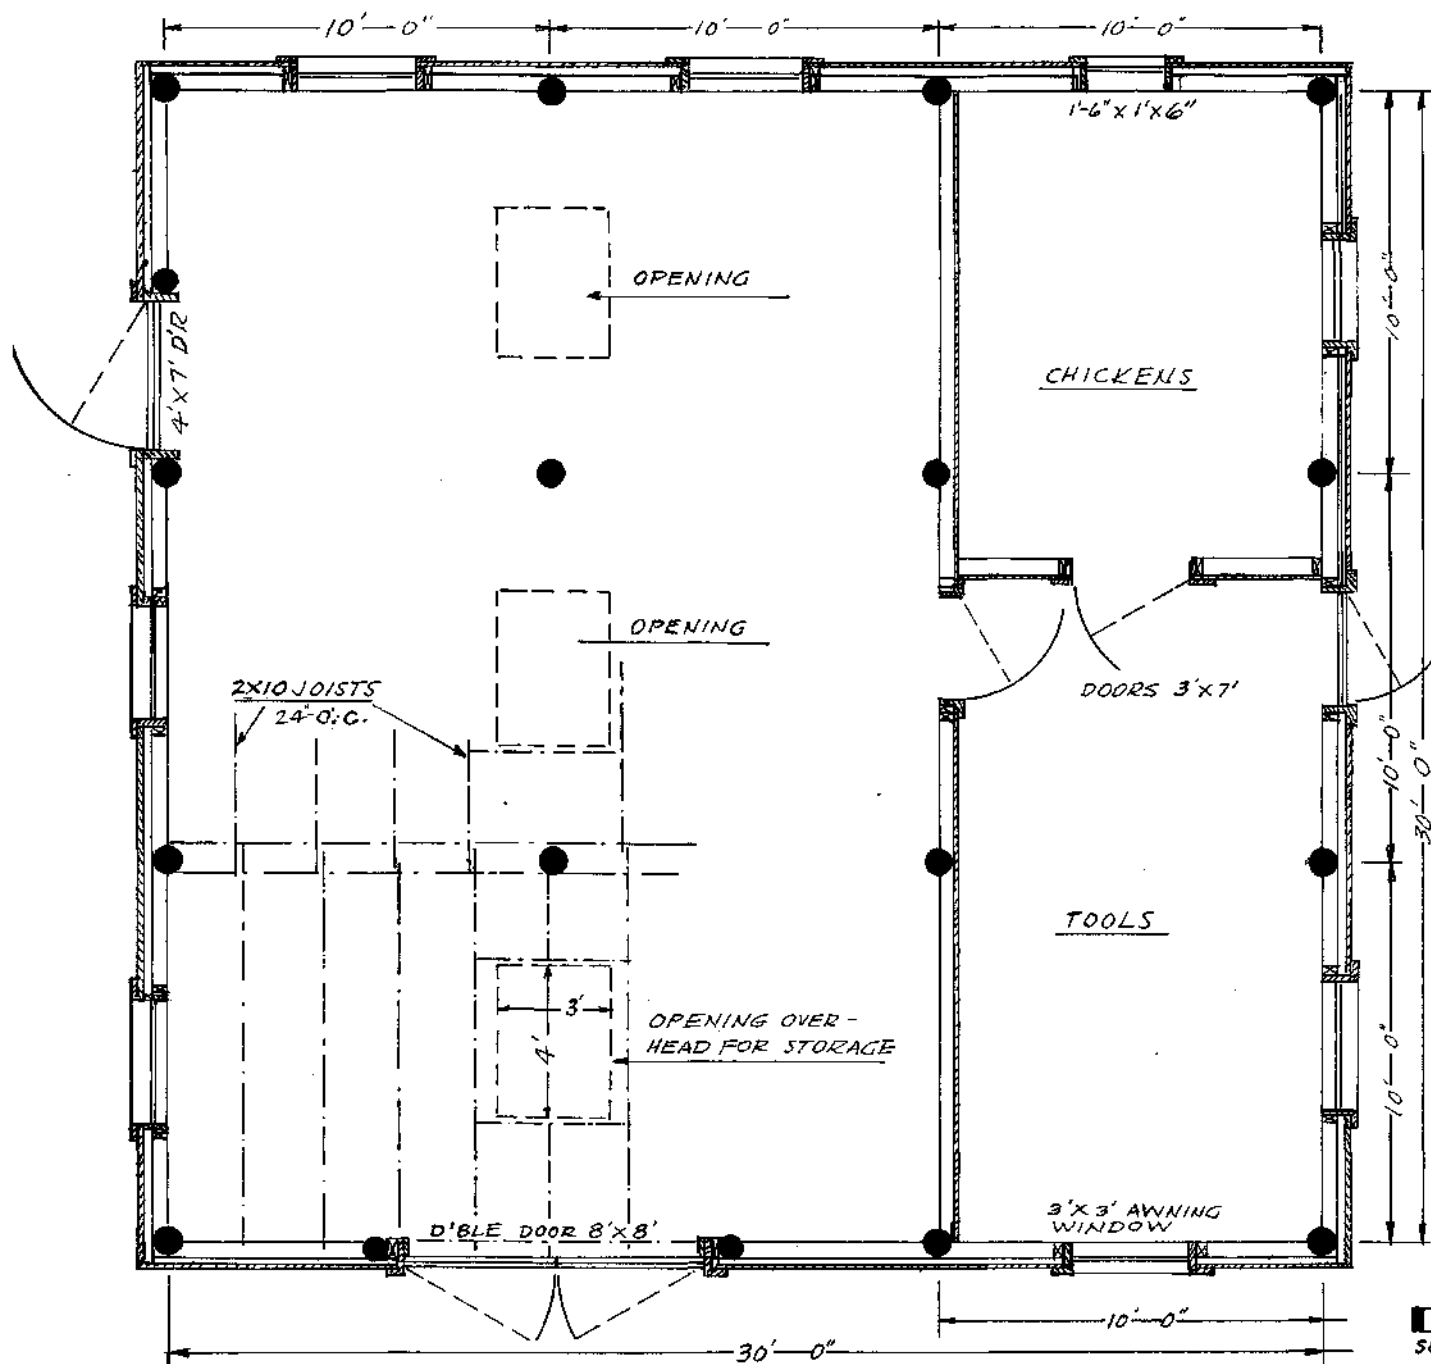 10'-0" 10'-0" 10'-0"
1'-6" X 1'X6"
OPENING
10'-0"
4'X7' D'R
CHICKENS
OPENING
2X10 JOISTS
24" O.C.
DOORS 3'X7'
10'-0"
30'-0"
TOOLS
3'
4'
OPENING OVER-
HEAD FOR STORAGE
10'-0"
D'BLE DOOR 8'X8'
3'X3' AWNING
WINDOW
10'-0"
30'-0"